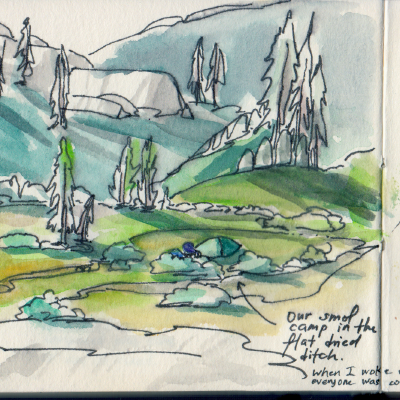 Our smol
camp in the
flat dried
ditch.
when I woke
everyone was